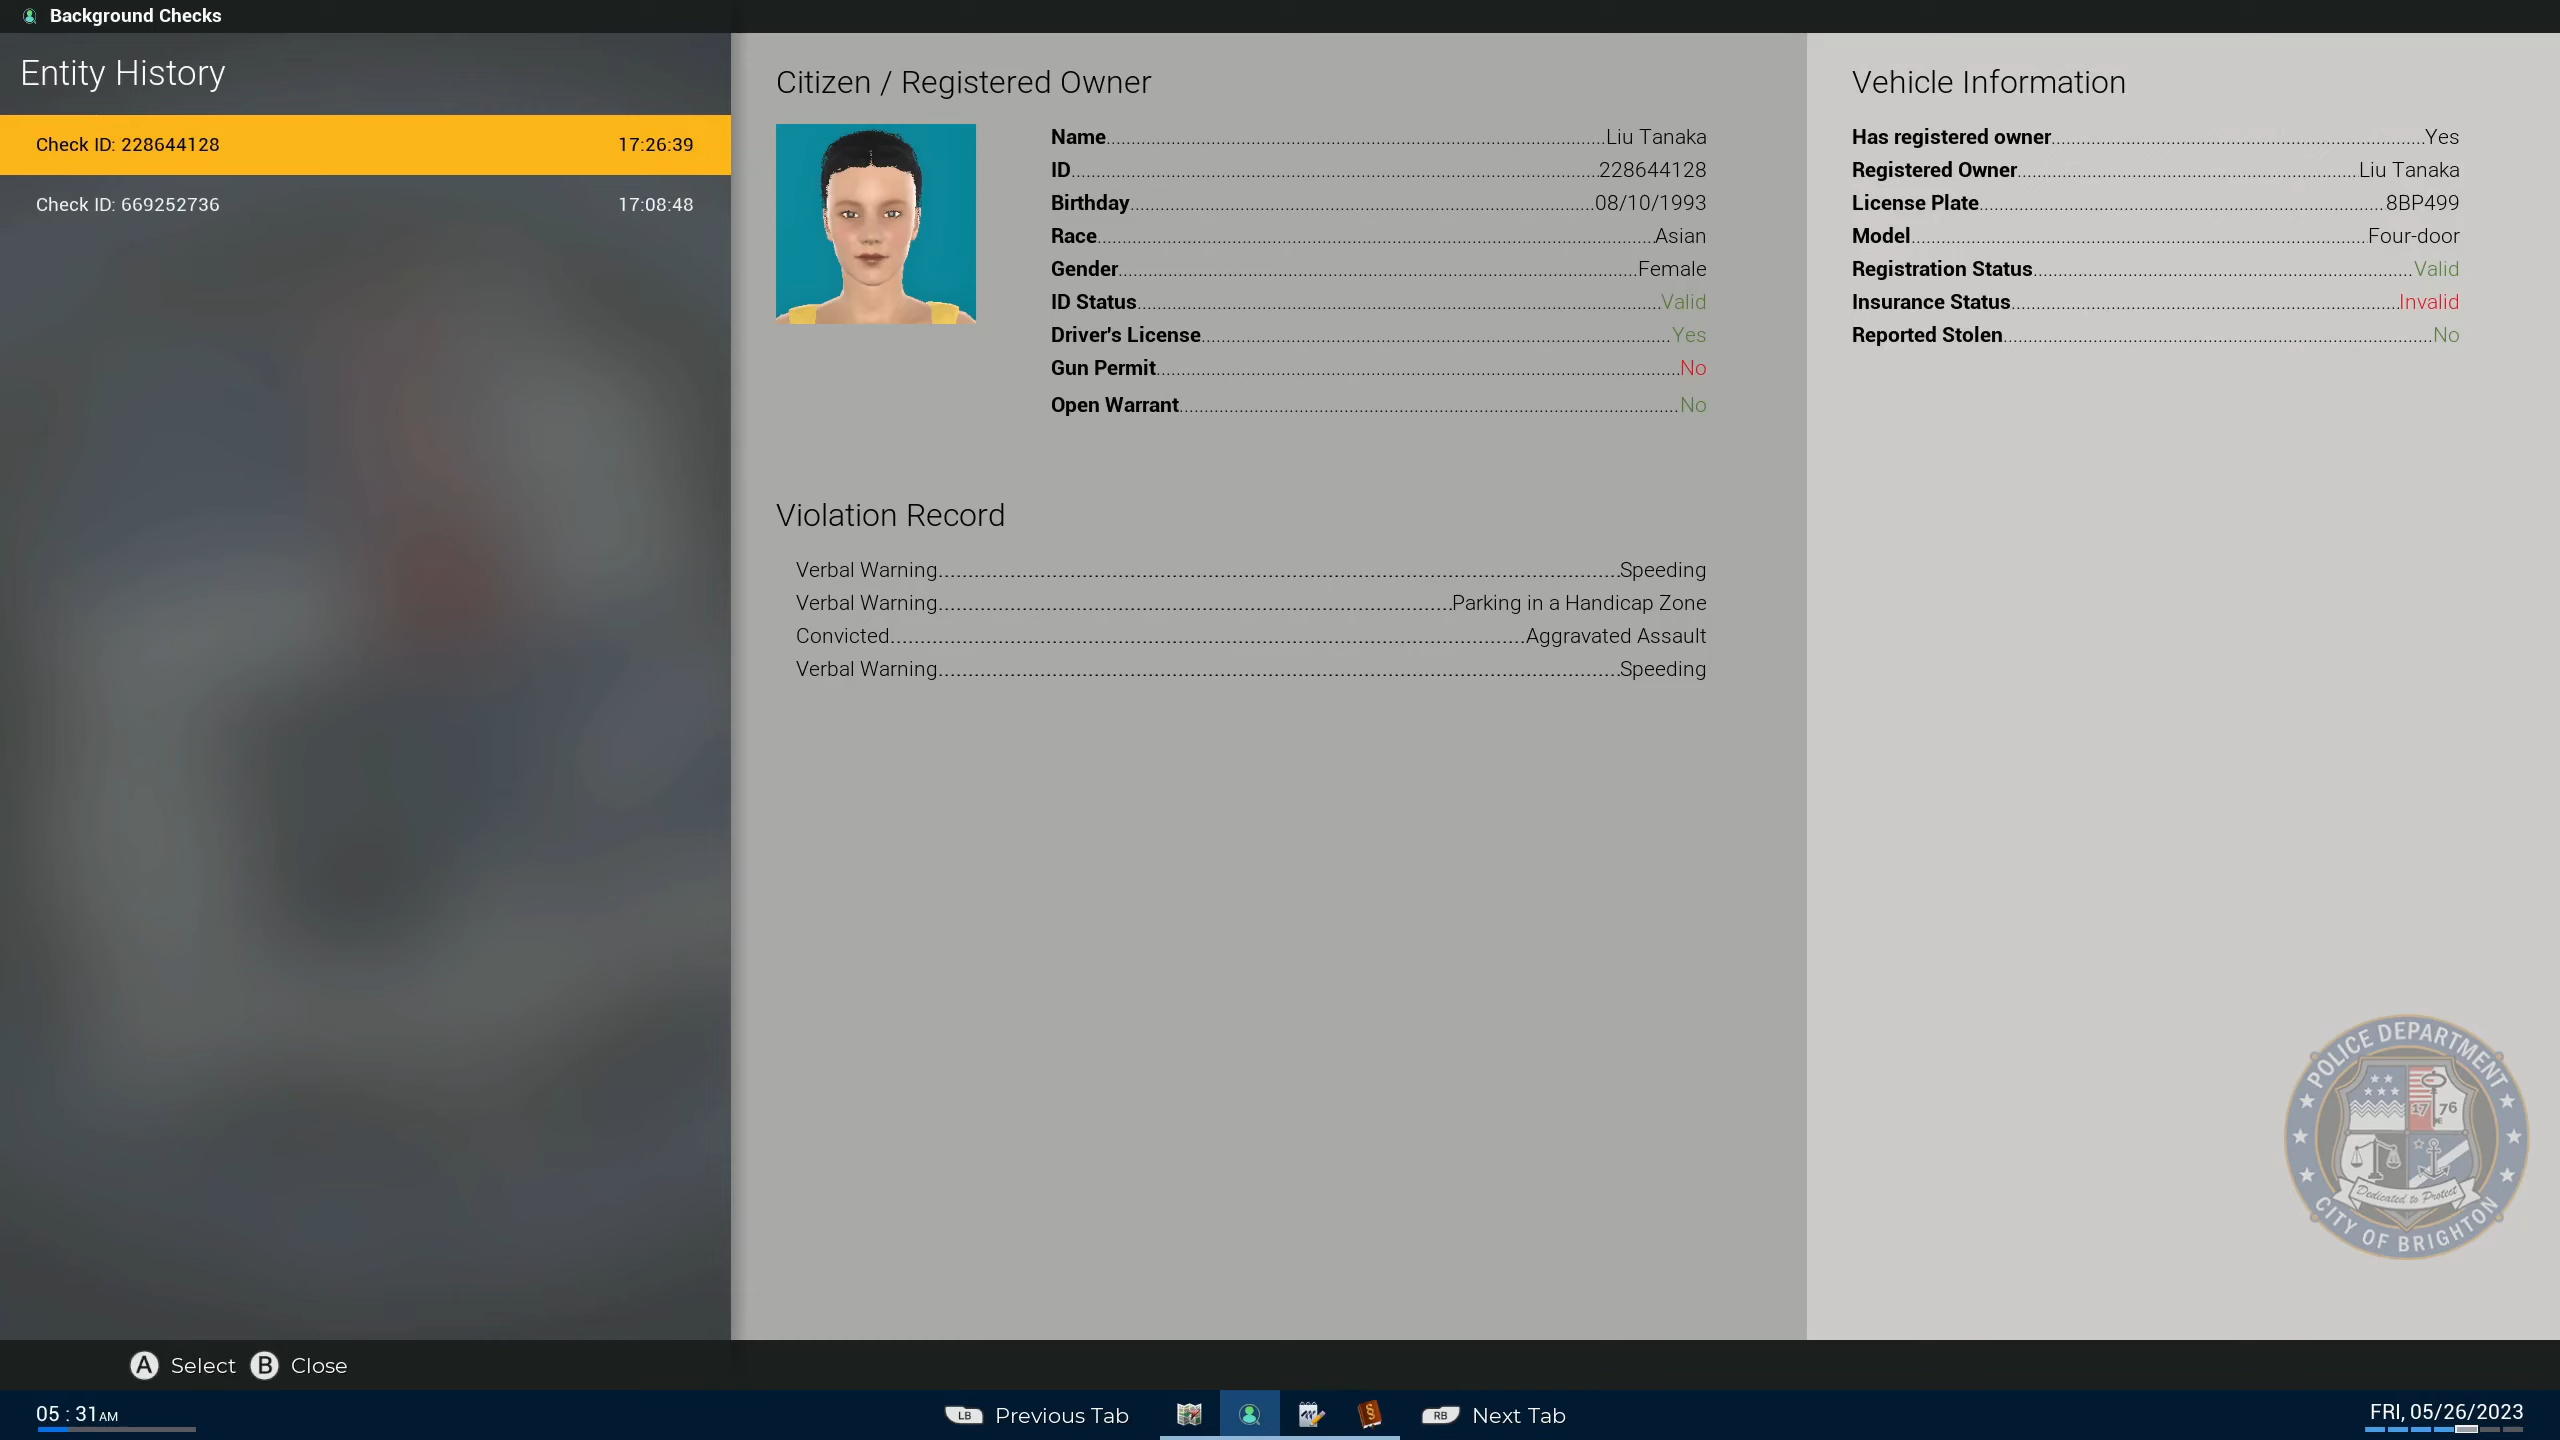 Background Checks
Entity History
Check ID: 228644128 17:26:39
Check ID: 669252736 17:08:48
Citizen / Registered Owner
Name Liu Tanaka
ID 228644128
Birthday 08/10/1993
Race Asian
Gender Female
ID Status Valid
Driver's License Yes
Gun Permit No
Open Warrant No
Violation Record
Verbal Warning Speeding
Verbal Warning Parking in a Handicap Zone
Convicted Aggravated Assault
Verbal Warning Speeding
Vehicle Information
Has registered owner Yes
Registered Owner Liu Tanaka
License Plate 8BP499
Model Four-door
Registration Status Valid
Insurance Status Invalid
Reported Stolen No
POLICE DEPARTMENT
17 76
Dedicated to Protect
CITY OF BRIGHTON
A Select B Close
05 : 31 AM
LB Previous Tab
RB Next Tab
FRI, 05/26/2023